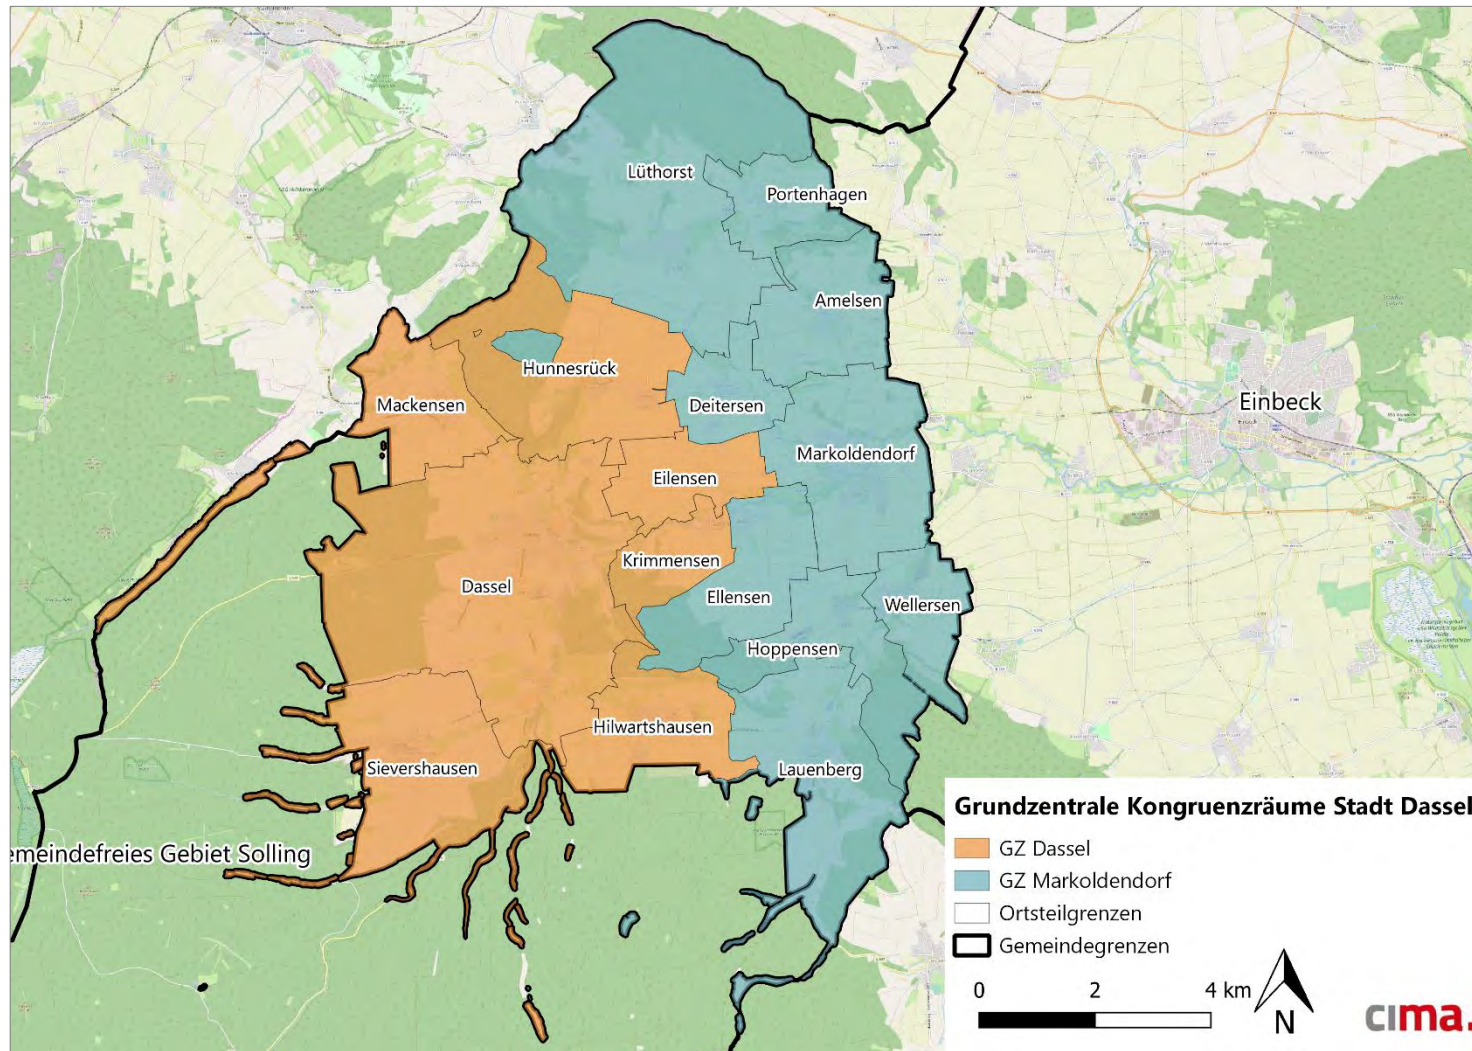 Lüthorst
Portenhagen
Amelsen
Hunnesrück
Mackensen
Deitersen
Einbeck
Markoldendorf
Eilensen
Krimmensen
Dassel
Ellensen
Wellersen
Hoppensen
Hilwartshausen
Sievershausen
Lauenberg
emeindefreies Gebiet Solling
Grundzentrale Kongruenzräume Stadt Dassel
GZ Dassel
GZ Markoldendorf
Ortsteilgrenzen
Gemeindegrenzen
0 2 4 km
N
cima.